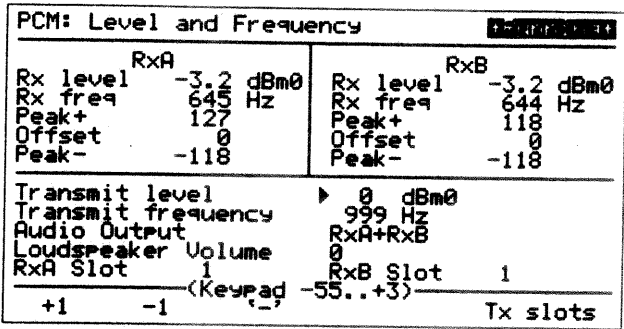 PCM: Level and Frequency
RxA
Rx level -3.2 dBm0
Rx freq 645 Hz
Peak+ 127
Offset 0
Peak- -118
RxB
Rx level -3.2 dBm0
Rx freq 644 Hz
Peak+ 118
Offset 0
Peak- -118
Transmit level ▶ 0 dBm0
Transmit frequency 999 Hz
Audio Output RxA+RxB
Loudspeaker Volume 0
RxA Slot 1 RxB Slot 1
(Keypad -55..+3)
+1 -1 '-' Tx slots